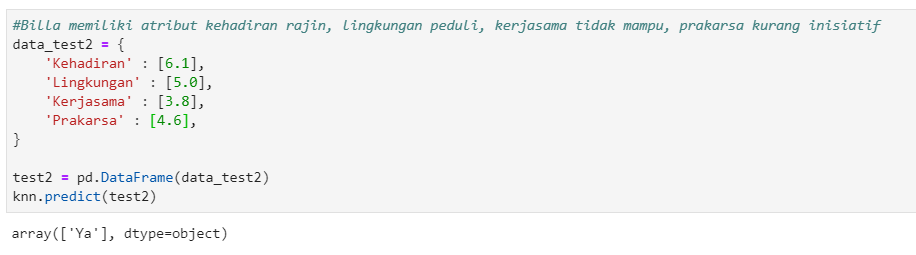 #Billa memiliki atribut kehadiran rajin, lingkungan peduli, kerjasama tidak mampu, prakarsa kurang inisiatif
data_test2 = {
    'Kehadiran' : [6.1],
    'Lingkungan' : [5.0],
    'Kerjasama' : [3.8],
    'Prakarsa' : [4.6],
}

test2 = pd.DataFrame(data_test2)
knn.predict(test2)
array(['Ya'], dtype=object)